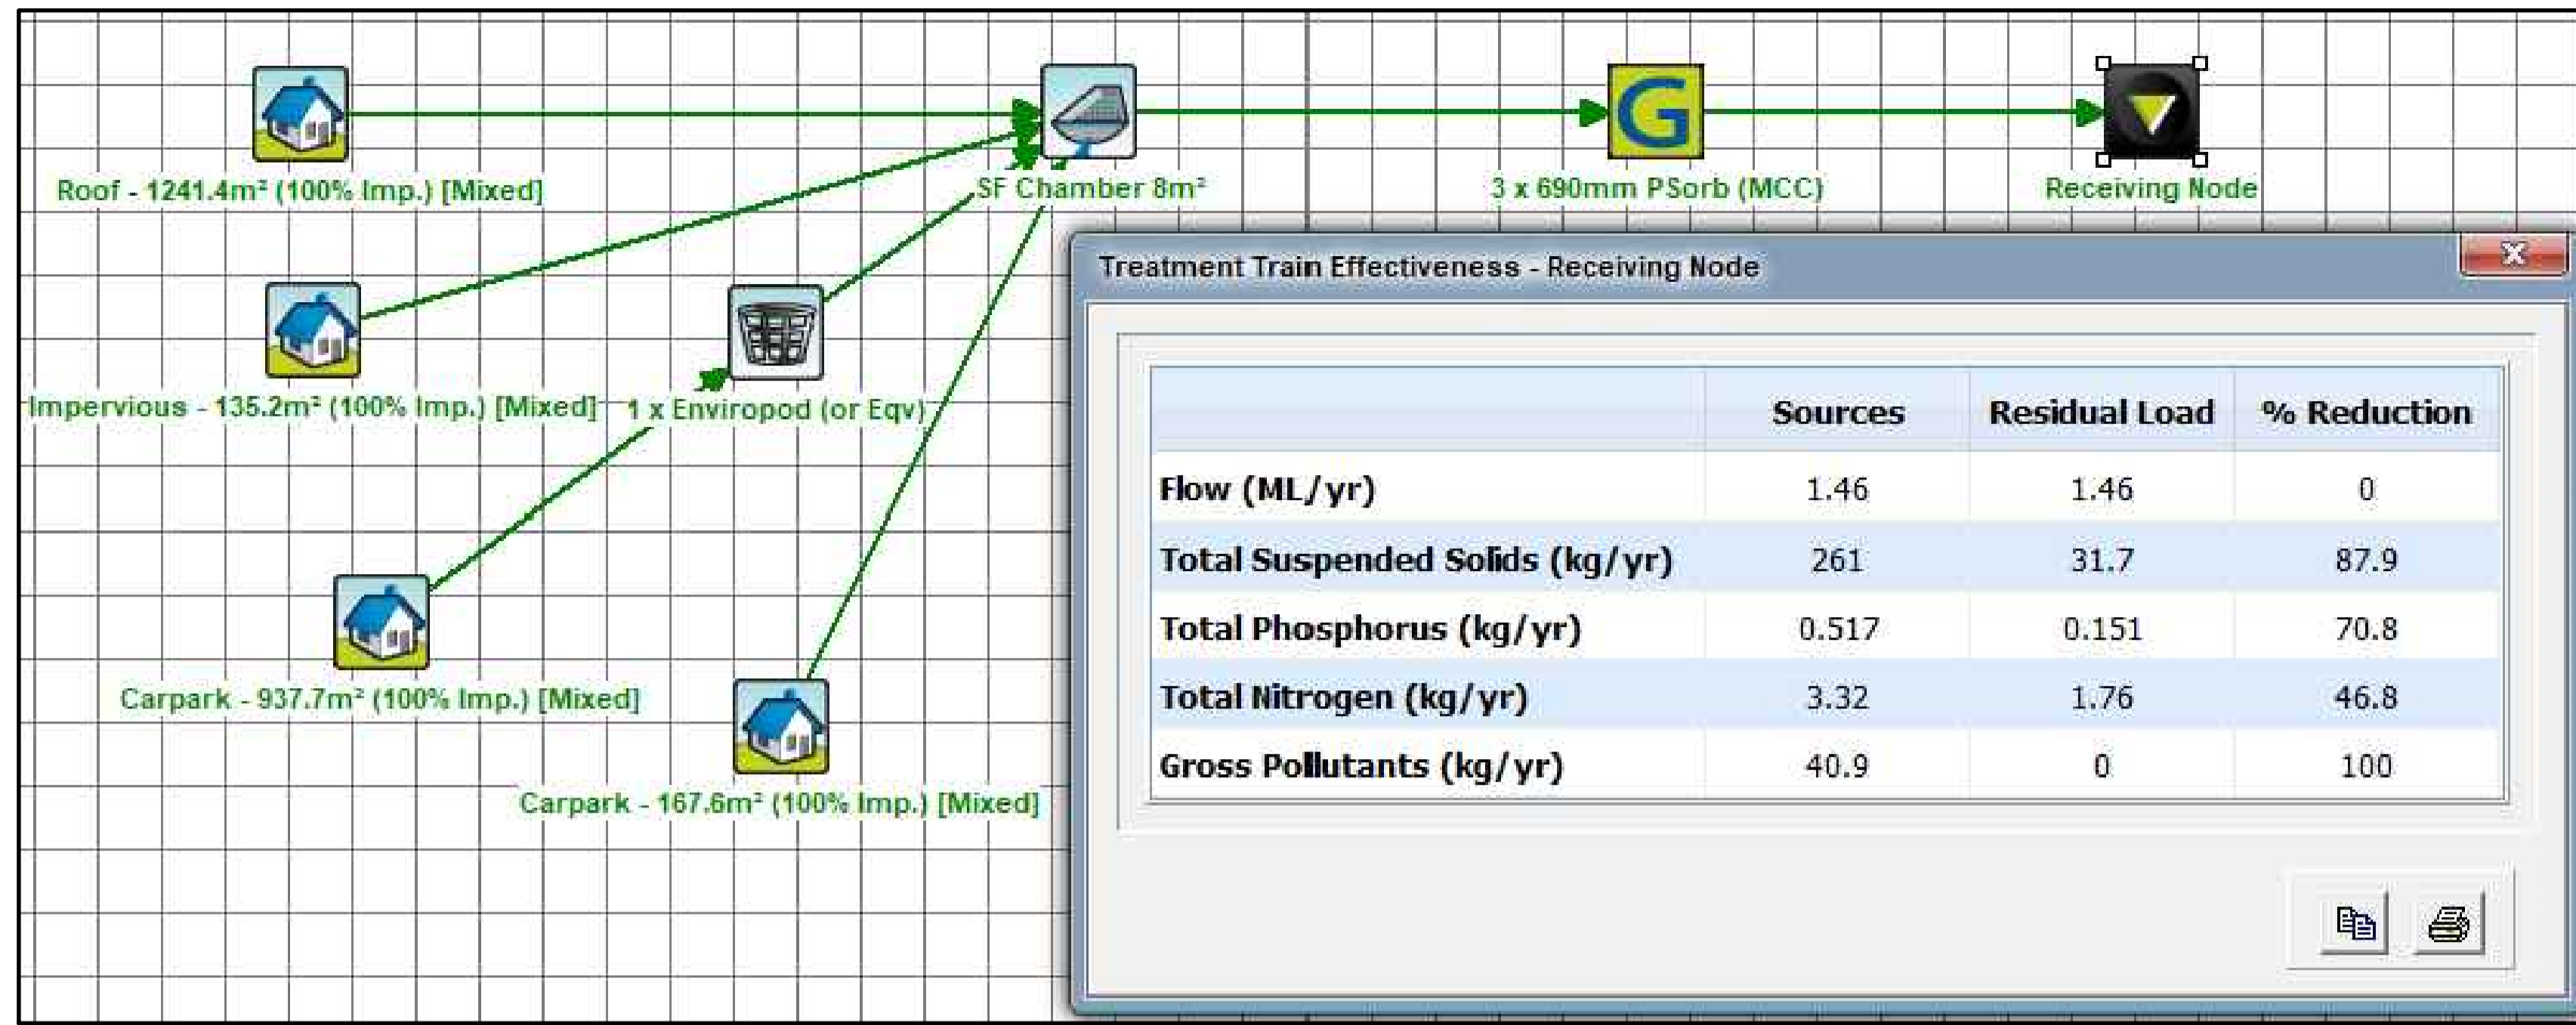 Roof - 1241.4m² (100% Imp.) [Mixed]
SF Chamber 8m²
G
3 x 690mm PSorb (MCC)
Receiving Node
Impervious - 135.2m² (100% Imp.) [Mixed]
1 x Enviropod (or Eqv)
Carpark - 937.7m² (100% Imp.) [Mixed]
Carpark - 167.6m² (100% Imp.) [Mixed]
Treatment Train Effectiveness - Receiving Node
Sources Residual Load % Reduction
Flow (ML/yr) 1.46 1.46 0
Total Suspended Solids (kg/yr) 261 31.7 87.9
Total Phosphorus (kg/yr) 0.517 0.151 70.8
Total Nitrogen (kg/yr) 3.32 1.76 46.8
Gross Pollutants (kg/yr) 40.9 0 100